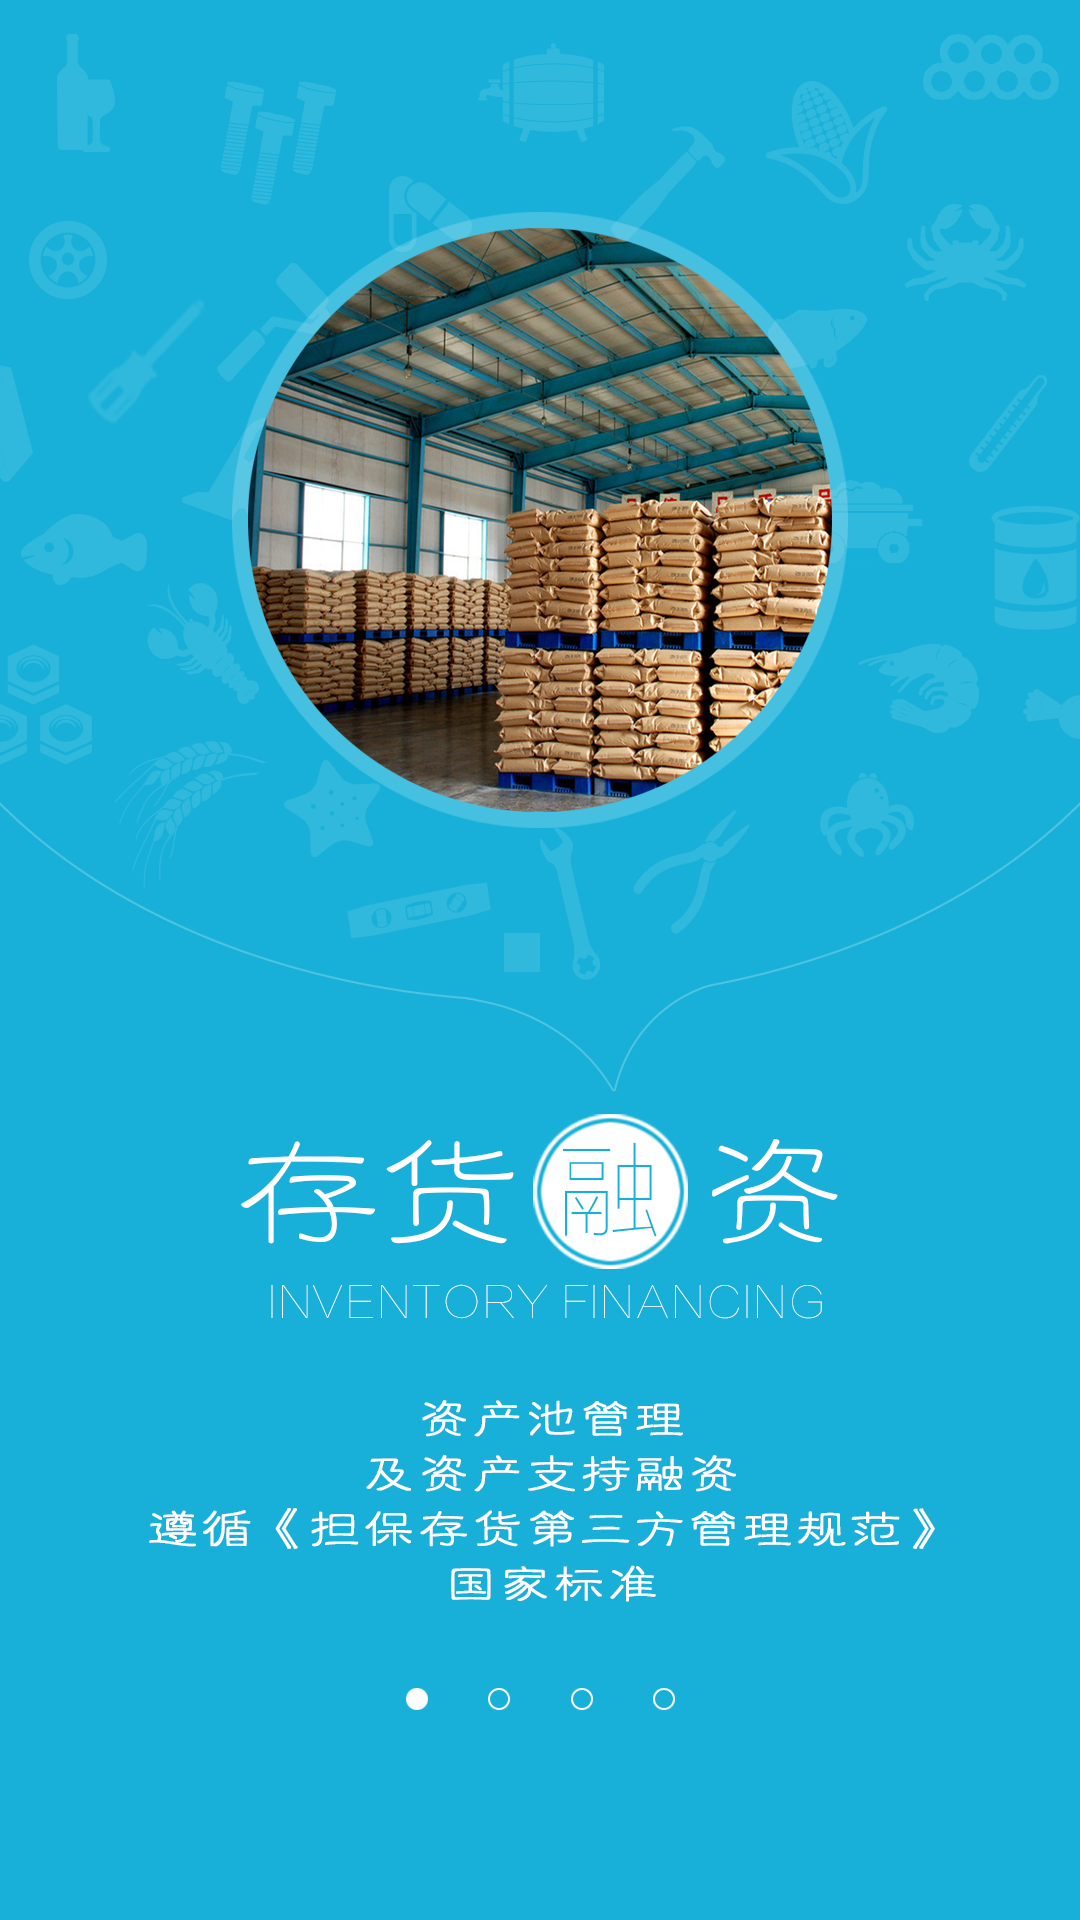 存货融资
INVENTORY FINANCING
资产池管理
及资产支持融资
遵循《担保存货第三方管理规范》
国家标准